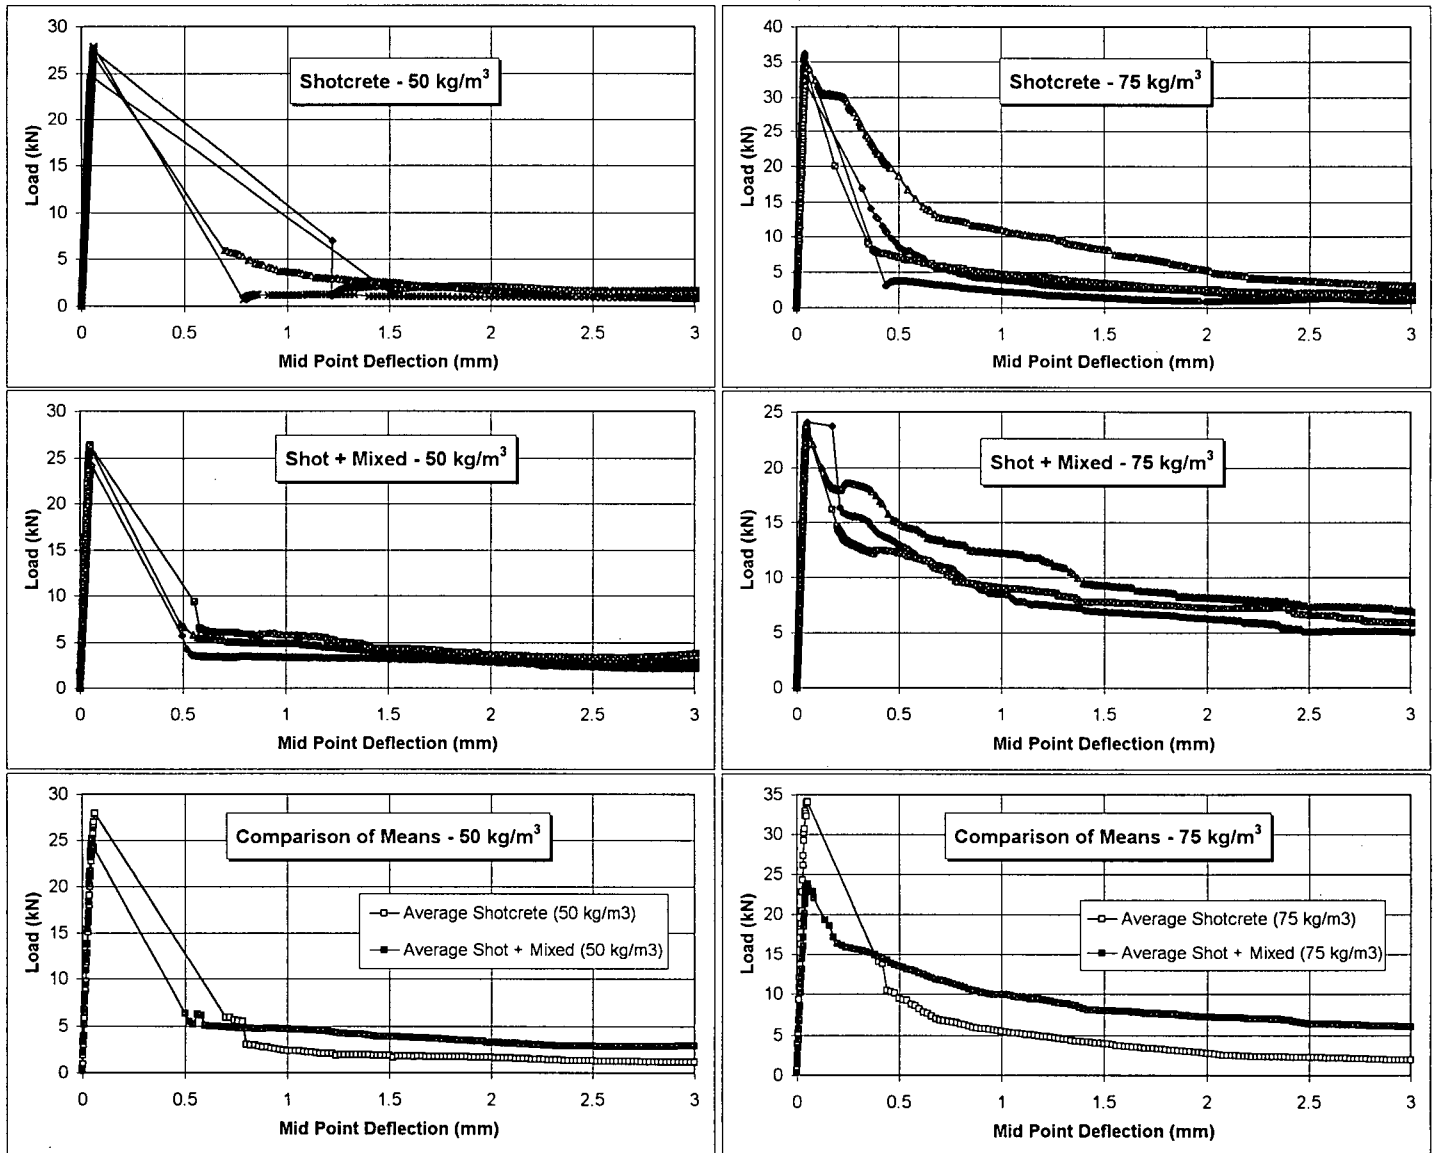 Shotcrete - 50 kg/m³
Load (kN)
30
25
20
15
10
5
0
0 0.5 1 1.5 2 2.5 3
Mid Point Deflection (mm)
Shotcrete - 75 kg/m³
Load (kN)
40
35
30
25
20
15
10
5
0
0 0.5 1 1.5 2 2.5 3
Mid Point Deflection (mm)
Shot + Mixed - 50 kg/m³
Load (kN)
30
25
20
15
10
5
0
0 0.5 1 1.5 2 2.5 3
Mid Point Deflection (mm)
Shot + Mixed - 75 kg/m³
Load (kN)
25
20
15
10
5
0
0 0.5 1 1.5 2 2.5 3
Mid Point Deflection (mm)
Comparison of Means - 50 kg/m³
Load (kN)
30
25
20
15
10
5
0
Average Shotcrete (50 kg/m3)
Average Shot + Mixed (50 kg/m3)
0 0.5 1 1.5 2 2.5 3
Mid Point Deflection (mm)
Comparison of Means - 75 kg/m³
Load (kN)
35
30
25
20
15
10
5
0
Average Shotcrete (75 kg/m3)
Average Shot + Mixed (75 kg/m3)
0 0.5 1 1.5 2 2.5 3
Mid Point Deflection (mm)